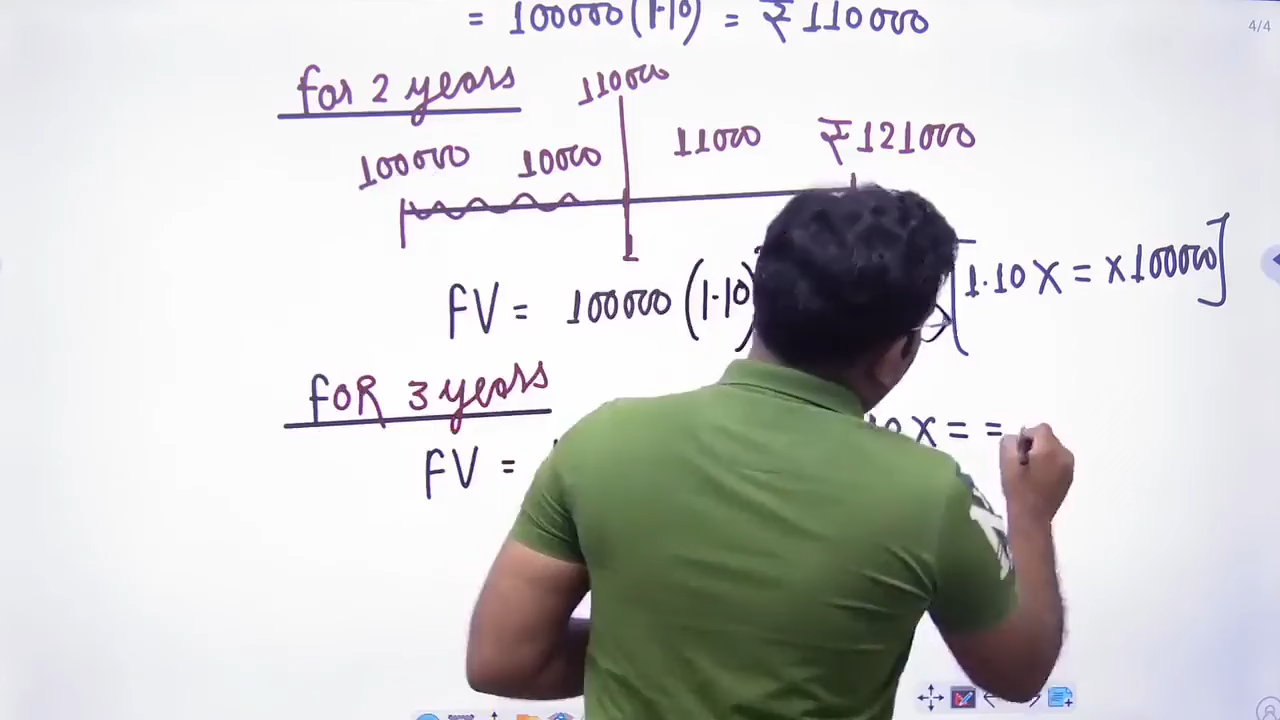 = 100000 (1.10) = ₹110000
4/4
for 2 years
110000
100000 10000 11000 ₹121000
FV = 100000 (1.10) [1.10 X = X 100000]
FOR 3 years
X = =
FV =